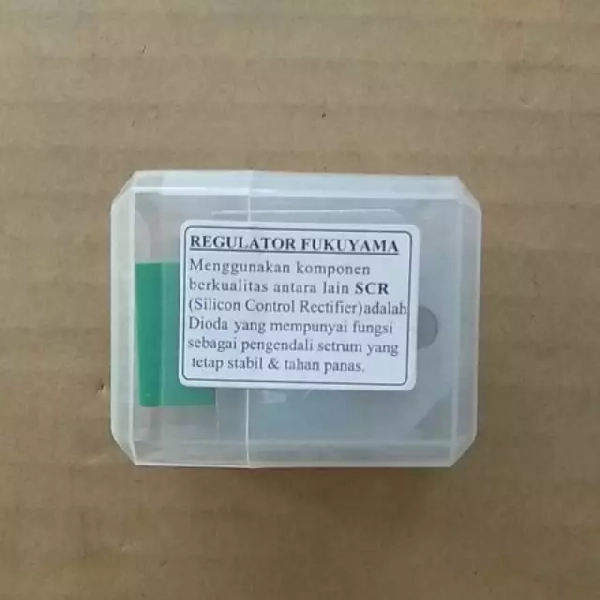 REGULATOR FUKUYAMA
Menggunakan komponen
berkualitas antara lain SCR
(Silicon Control Rectifier)adalah
Dioda yang mempunyai fungsi
sebagai pengendali setrum yang
tetap stabil & tahan panas.